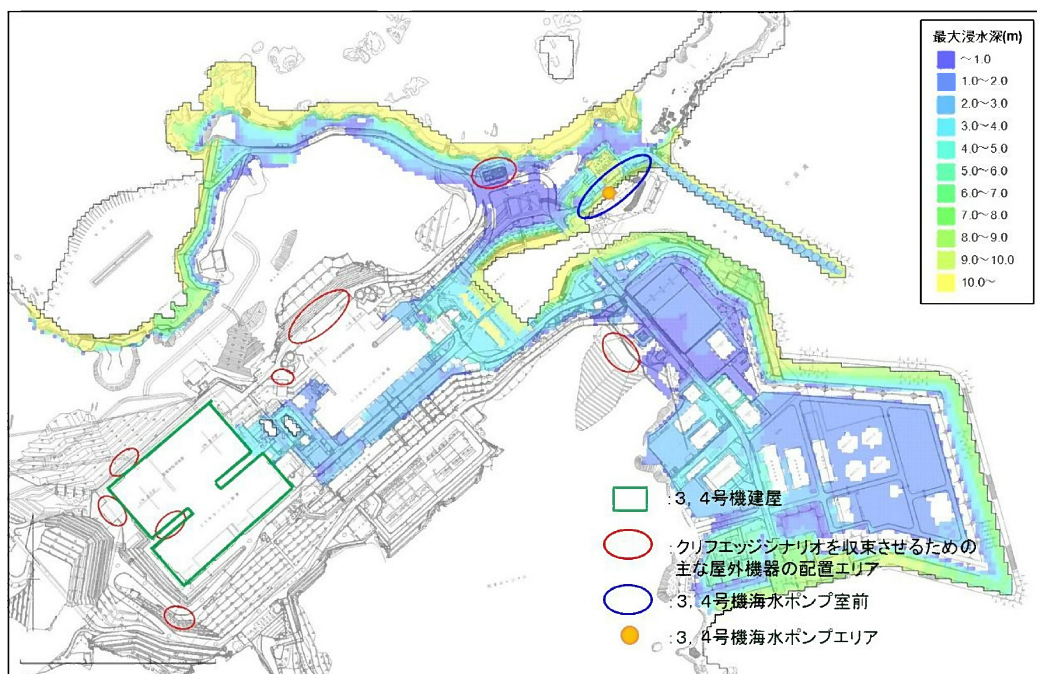 最大浸水深(m)
～1.0
1.0～2.0
2.0～3.0
3.0～4.0
4.0～5.0
5.0～6.0
6.0～7.0
7.0～8.0
8.0～9.0
9.0～10.0
10.0～
:３, ４号機建屋
:クリフエッジシナリオを収束させるための
主な屋外機器の配置エリア
:３, ４号機海水ポンプ室前
:３, ４号機海水ポンプエリア